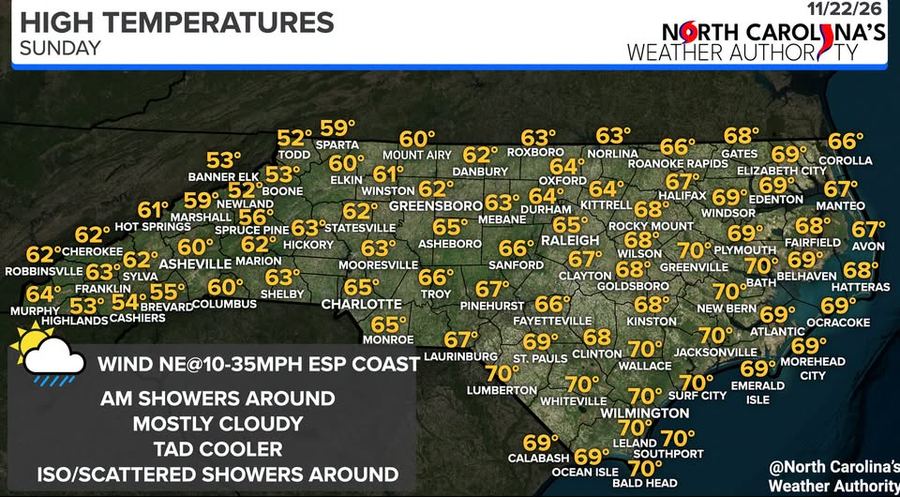 HIGH TEMPERATURES
SUNDAY
11/22/26
NORTH CAROLINA'S
WEATHER AUTHORITY
52°
TODD
59°
SPARTA
60°
MOUNT AIRY
63°
ROXBORO
63°
NORLINA
66°
ROANOKE RAPIDS
68°
GATES
66°
COROLLA
53°
BANNER ELK
53°
BOONE
60°
ELKIN
62°
DANBURY
64°
OXFORD
69°
ELIZABETH CITY
61°
WINSTON
62°
GREENSBORO
67°
HALIFAX
69°
EDENTON
67°
MANTEO
52°
NEWLAND
59°
MARSHALL
63°
MEBANE
64°
DURHAM
64°
KITTRELL
69°
WINDSOR
61°
HOT SPRINGS
56°
SPRUCE PINE
63°
HICKORY
62°
STATESVILLE
65°
ASHEBORO
65°
RALEIGH
68°
ROCKY MOUNT
69°
PLYMOUTH
68°
FAIRFIELD
67°
AVON
62°
CHEROKEE
60°
ASHEVILLE
62°
MARION
63°
MOORESVILLE
66°
SANFORD
68°
WILSON
70°
GREENVILLE
62°
ROBBINSVLLE
63°
FRANKLIN
62°
SYLVA
67°
CLAYTON
68°
GOLDSBORO
70°
BATH
69°
BELHAVEN
68°
HATTERAS
64°
MURPHY
53°
HIGHLANDS
54°
CASHIERS
55°
BREVARD
60°
COLUMBUS
63°
SHELBY
65°
CHARLOTTE
66°
TROY
67°
PINEHURST
66°
FAYETTEVILLE
68°
KINSTON
70°
NEW BERN
69°
ATLANTIC
69°
OCRACOKE
65°
MONROE
67°
LAURINBURG
69°
ST. PAULS
68
CLINTON
70°
WALLACE
70°
JACKSONVILLE
69°
MOREHEAD
CITY
69°
EMERALD
ISLE
70°
LUMBERTON
70°
WHITEVILLE
70°
WILMINGTON
70°
SURF CITY
70°
LELAND
70°
SOUTHPORT
69°
CALABASH
69°
OCEAN ISLE
70°
BALD HEAD
WIND NE@10-35MPH ESP COAST
AM SHOWERS AROUND
MOSTLY CLOUDY
TAD COOLER
ISO/SCATTERED SHOWERS AROUND
@North Carolina's
Weather Authority